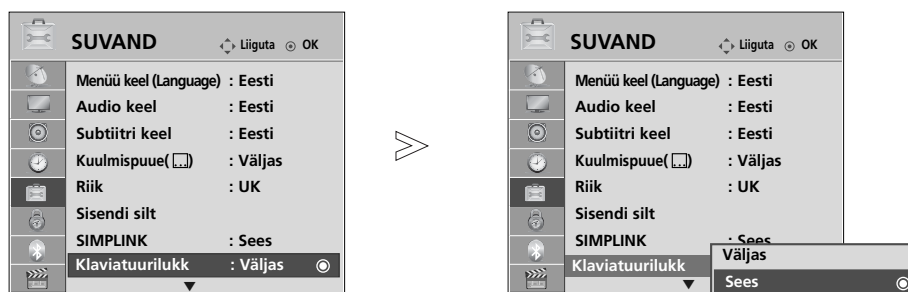 SUVAND Liiguta OK
Menüü keel (Language) : Eesti
Audio keel : Eesti
Subtiitri keel : Eesti
Kuulmispuue( ) : Väljas
Riik : UK
Sisendi silt
SIMPLINK : Sees
Klaviatuurilukk : Väljas
SUVAND Liiguta OK
Menüü keel (Language) : Eesti
Audio keel : Eesti
Subtiitri keel : Eesti
Kuulmispuue( ) : Väljas
Riik : UK
Sisendi silt
SIMPLINK : Sees
Klaviatuurilukk
Väljas
Sees